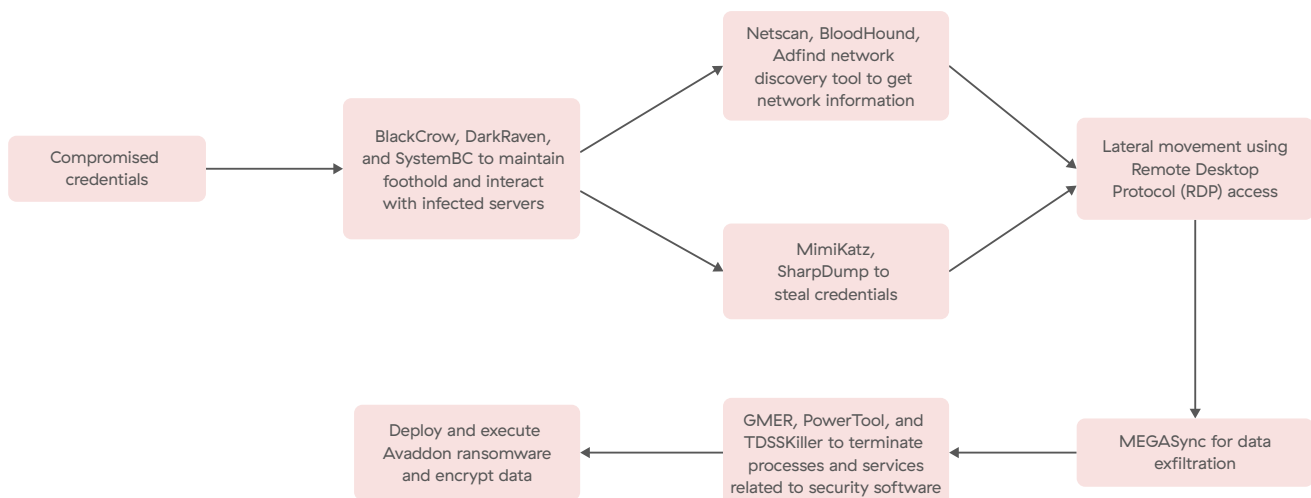 Compromised
credentials
BlackCrow, DarkRaven,
and SystemBC to maintain
foothold and interact
with infected servers
Netscan, BloodHound,
Adfind network
discovery tool to get
network information
MimiKatz,
SharpDump to
steal credentials
Lateral movement using
Remote Desktop
Protocol (RDP) access
MEGASync for data
exfiltration
GMER, PowerTool, and
TDSSKiller to terminate
processes and services
related to security software
Deploy and execute
Avaddon ransomware
and encrypt data